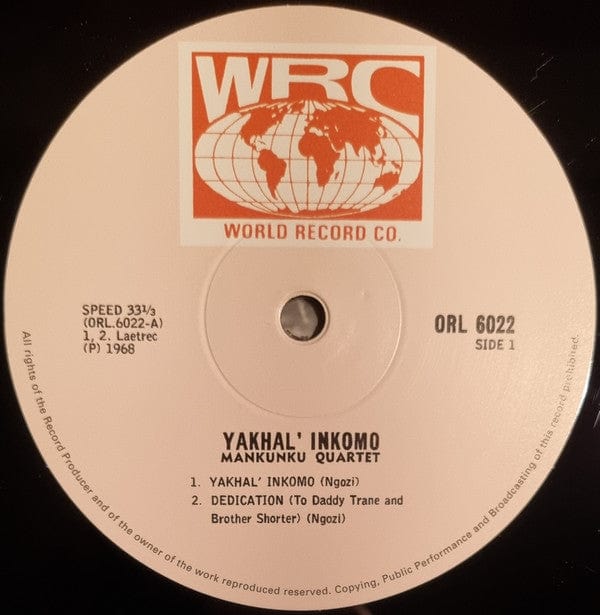 WRC
WORLD RECORD CO.
SPEED 33⅓
(ORL.6022-A)
1, 2. Laetrec
(P) 1968
ORL 6022
SIDE 1
YAKHAL' INKOMO
MANKUNKU QUARTET
1. YAKHAL' INKOMO (Ngozi)
2. DEDICATION (To Daddy Trane and
Brother Shorter) (Ngozi)
All rights of the Record Producer and of the owner of the work reproduced reserved. Copying, Public Performance and Broadcasting of this record prohibited.